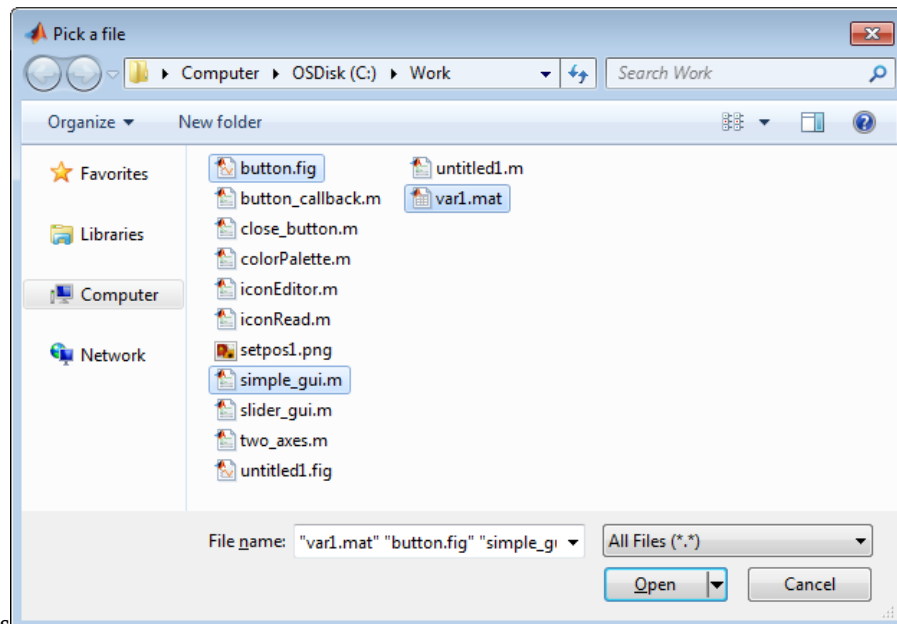 Pick a file
Computer OSDisk (C:) Work
Search Work
Organize New folder
Favorites
Libraries
Computer
Network
button.fig
button_callback.m
close_button.m
colorPalette.m
iconEditor.m
iconRead.m
setpos1.png
simple_gui.m
slider_gui.m
two_axes.m
untitled1.fig
untitled1.m
var1.mat
File name: "var1.mat" "button.fig" "simple_g
All Files (*.*)
Open Cancel